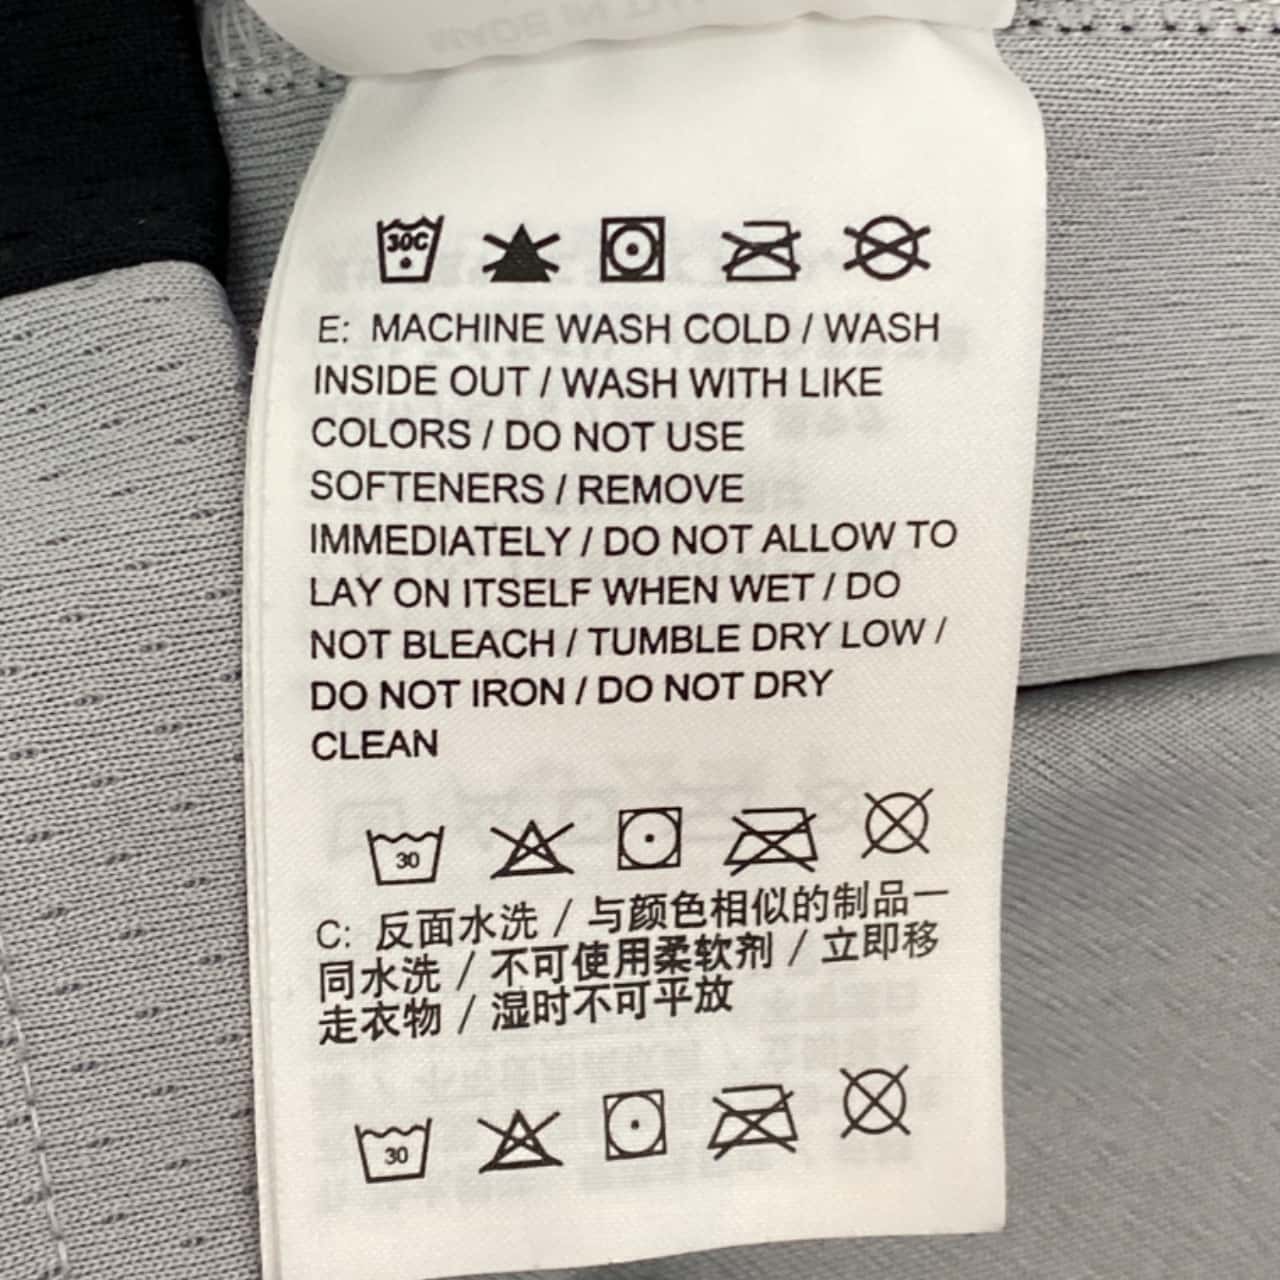 MADE IN
30C
E: MACHINE WASH COLD / WASH
INSIDE OUT / WASH WITH LIKE
COLORS / DO NOT USE
SOFTENERS / REMOVE
IMMEDIATELY / DO NOT ALLOW TO
LAY ON ITSELF WHEN WET / DO
NOT BLEACH / TUMBLE DRY LOW /
DO NOT IRON / DO NOT DRY
CLEAN
30
C: 反面水洗 / 与颜色相似的制品一
同水洗 / 不可使用柔软剂 / 立即移
走衣物 / 湿时不可平放
30